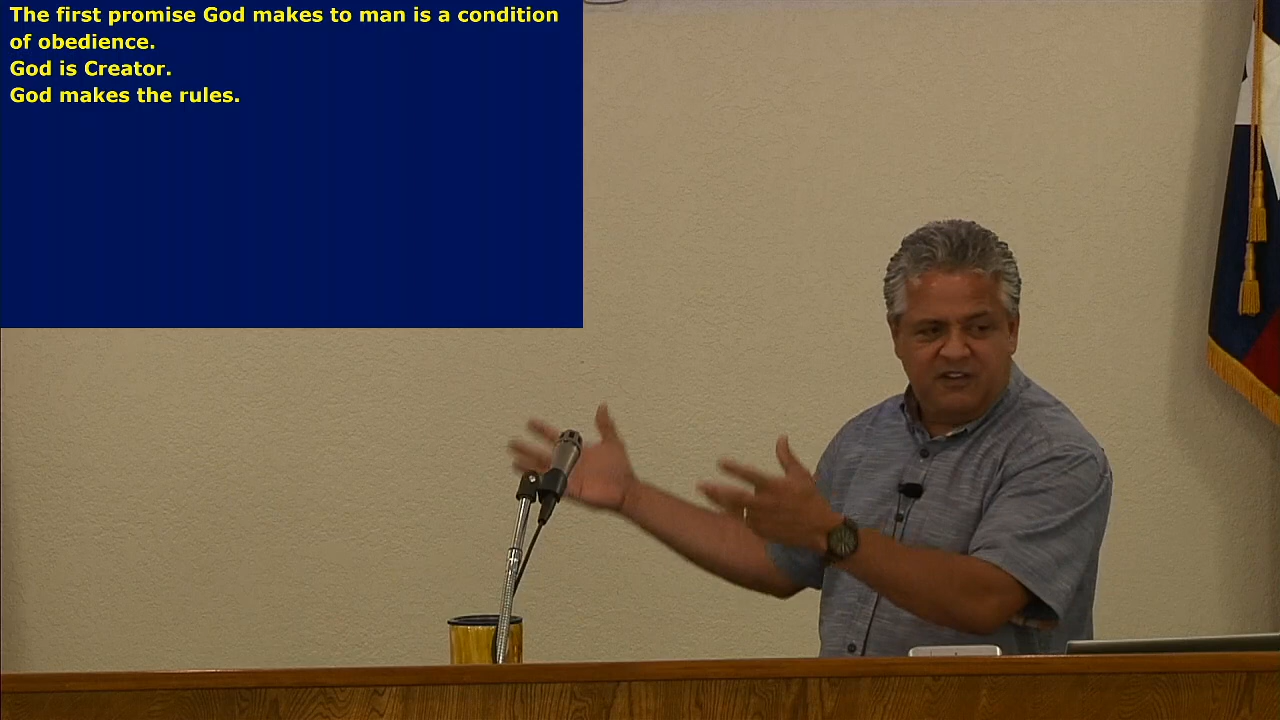 The first promise God makes to man is a condition
of obedience.
God is Creator.
God makes the rules.